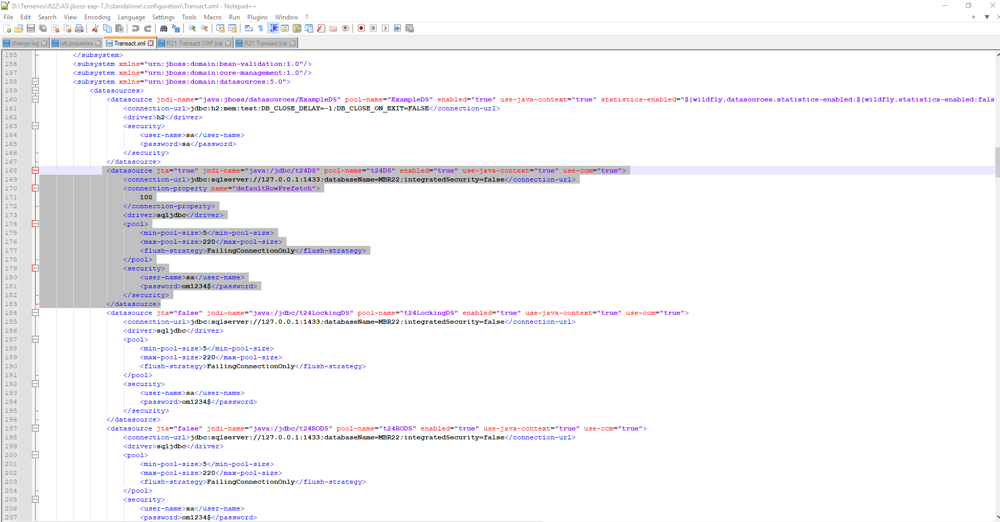 D:\Temenos\R22\AS\jboss-eap-7.3\standalone\configuration\Transact.xml - Notepad++
File Edit Search View Encoding Language Settings Tools Macro Run Plugins Window ?
change.log tafj.properties Transact.xml R21 Transact UXP.bat R21 Transact.bat
155 </subsystem>
156 <subsystem xmlns="urn:jboss:domain:bean-validation:1.0"/>
157 <subsystem xmlns="urn:jboss:domain:core-management:1.0"/>
158 <subsystem xmlns="urn:jboss:domain:datasources:5.0">
159 <datasources>
160 <datasource jndi-name="java:jboss/datasources/ExampleDS" pool-name="ExampleDS" enabled="true" use-java-context="true" statistics-enabled="${wildfly.datasources.statistics-enabled:${wildfly.statistics-enabled:fals
161 <connection-url>jdbc:h2:mem:test;DB_CLOSE_DELAY=-1;DB_CLOSE_ON_EXIT=FALSE</connection-url>
162 <driver>h2</driver>
163 <security>
164 <user-name>sa</user-name>
165 <password>sa</password>
166 </security>
167 </datasource>
168 <datasource jta="true" jndi-name="java:/jdbc/t24DS" pool-name="t24DS" enabled="true" use-java-context="true" use-ccm="true">
169 <connection-url>jdbc:sqlserver://127.0.0.1:1433;databaseName=MBR22;integratedSecurity=false</connection-url>
170 <connection-property name="defaultRowPrefetch">
171 100
172 </connection-property>
173 <driver>sqljdbc</driver>
174 <pool>
175 <min-pool-size>5</min-pool-size>
176 <max-pool-size>220</max-pool-size>
177 <flush-strategy>FailingConnectionOnly</flush-strategy>
178 </pool>
179 <security>
180 <user-name>sa</user-name>
181 <password>om1234$</password>
182 </security>
183 </datasource>
184 <datasource jta="false" jndi-name="java:/jdbc/t24LockingDS" pool-name="t24LockingDS" enabled="true" use-java-context="true" use-ccm="true">
185 <connection-url>jdbc:sqlserver://127.0.0.1:1433;databaseName=MBR22;integratedSecurity=false</connection-url>
186 <driver>sqljdbc</driver>
187 <pool>
188 <min-pool-size>5</min-pool-size>
189 <max-pool-size>220</max-pool-size>
190 <flush-strategy>FailingConnectionOnly</flush-strategy>
191 </pool>
192 <security>
193 <user-name>sa</user-name>
194 <password>om1234$</password>
195 </security>
196 </datasource>
197 <datasource jta="false" jndi-name="java:/jdbc/t24RODS" pool-name="t24RODS" enabled="true" use-java-context="true" use-ccm="true">
198 <connection-url>jdbc:sqlserver://127.0.0.1:1433;databaseName=MBR22;integratedSecurity=false</connection-url>
199 <driver>sqljdbc</driver>
200 <pool>
201 <min-pool-size>5</min-pool-size>
202 <max-pool-size>220</max-pool-size>
203 <flush-strategy>FailingConnectionOnly</flush-strategy>
204 </pool>
205 <security>
206 <user-name>sa</user-name>
207 <password>om1234$</password>